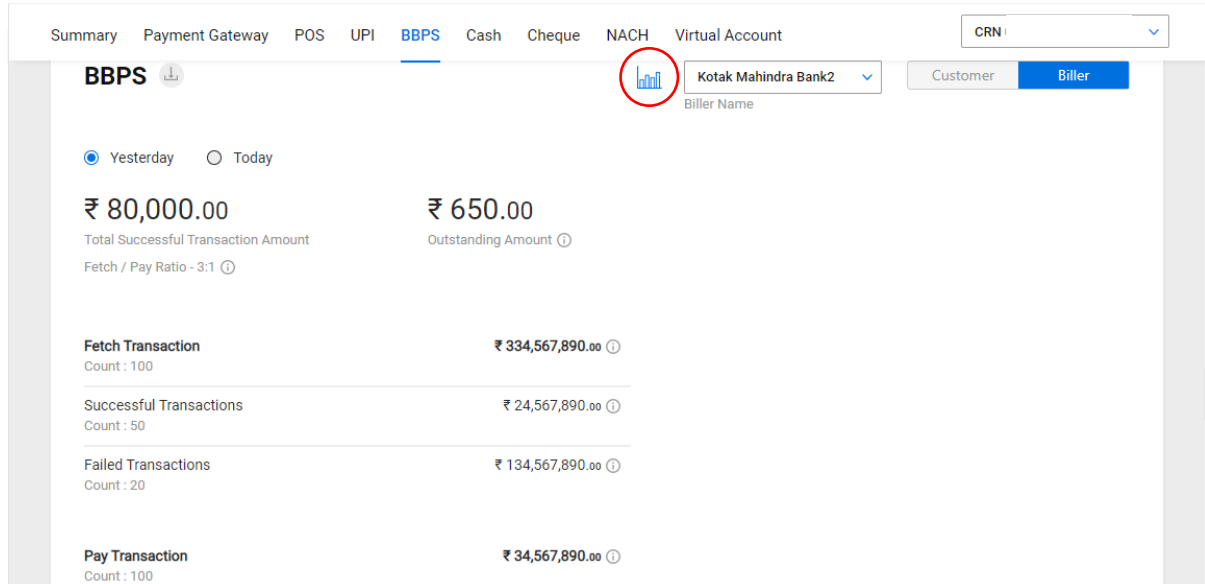 Summary Payment Gateway POS UPI BBPS Cash Cheque NACH Virtual Account CRN
BBPS Kotak Mahindra Bank2 Customer Biller
Biller Name
Yesterday Today
₹ 80,000.00 ₹ 650.00
Total Successful Transaction Amount Outstanding Amount
Fetch / Pay Ratio - 3:1
Fetch Transaction ₹ 334,567,890.00
Count : 100
Successful Transactions ₹ 24,567,890.00
Count : 50
Failed Transactions ₹ 134,567,890.00
Count : 20
Pay Transaction ₹ 34,567,890.00
Count : 100